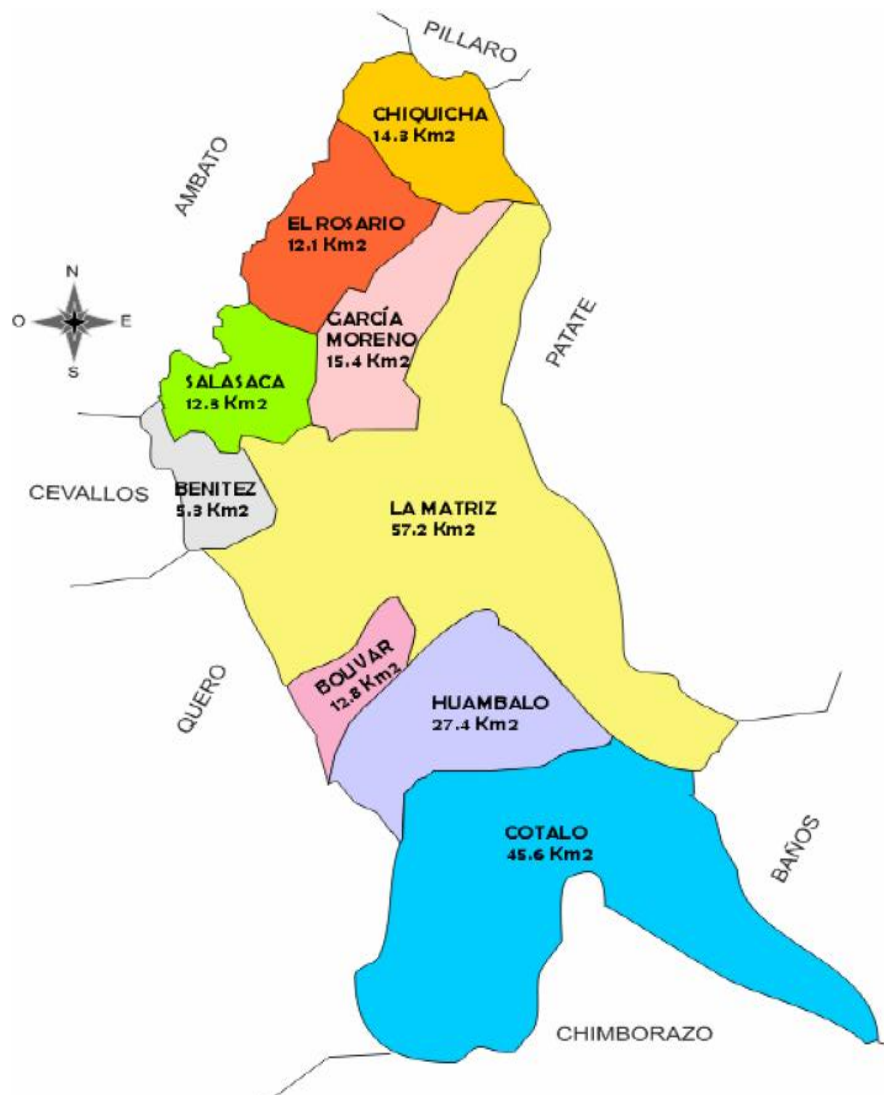 PILLARO
CHIQUICHA
14.3 Km2
AMBATO
EL ROSARIO
12.1 Km2
N
O
E
S
PATATE
GARCÍA
MORENO
15.4 Km2
SALASACA
12.3 Km2
CEVALLOS
BENITEZ
5.3 Km2
LA MATRIZ
57.2 Km2
QUERO
BOLIVAR
12.8 Km2
HUAMBALO
27.4 Km2
COTALO
45.6 Km2
BAÑOS
CHIMBORAZO